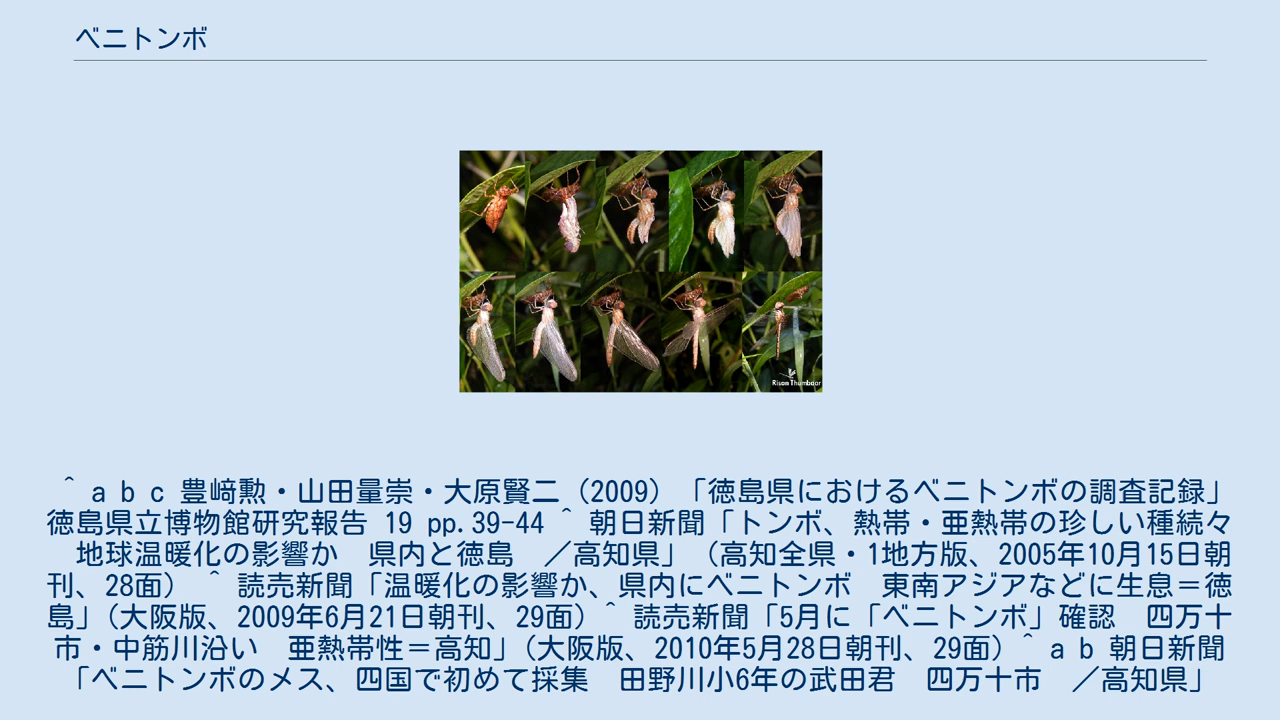 ベニトンボ
Risan Thumboor
^ a b c 豊﨑勲・山田量崇・大原賢二（2009）「徳島県におけるベニトンボの調査記録」
徳島県立博物館研究報告 19 pp.39-44 ^ 朝日新聞「トンボ、熱帯・亜熱帯の珍しい種続々
地球温暖化の影響か　県内と徳島　／高知県」（高知全県・1地方版、2005年10月15日朝
刊、28面）　^ 読売新聞「温暖化の影響か、県内にベニトンボ　東南アジアなどに生息＝徳
島」（大阪版、2009年6月21日朝刊、29面）^ 読売新聞「5月に「ベニトンボ」確認　四万十
市・中筋川沿い　亜熱帯性＝高知」（大阪版、2010年5月28日朝刊、29面）^ a b 朝日新聞
「ベニトンボのメス、四国で初めて採集　田野川小6年の武田君　四万十市　／高知県」